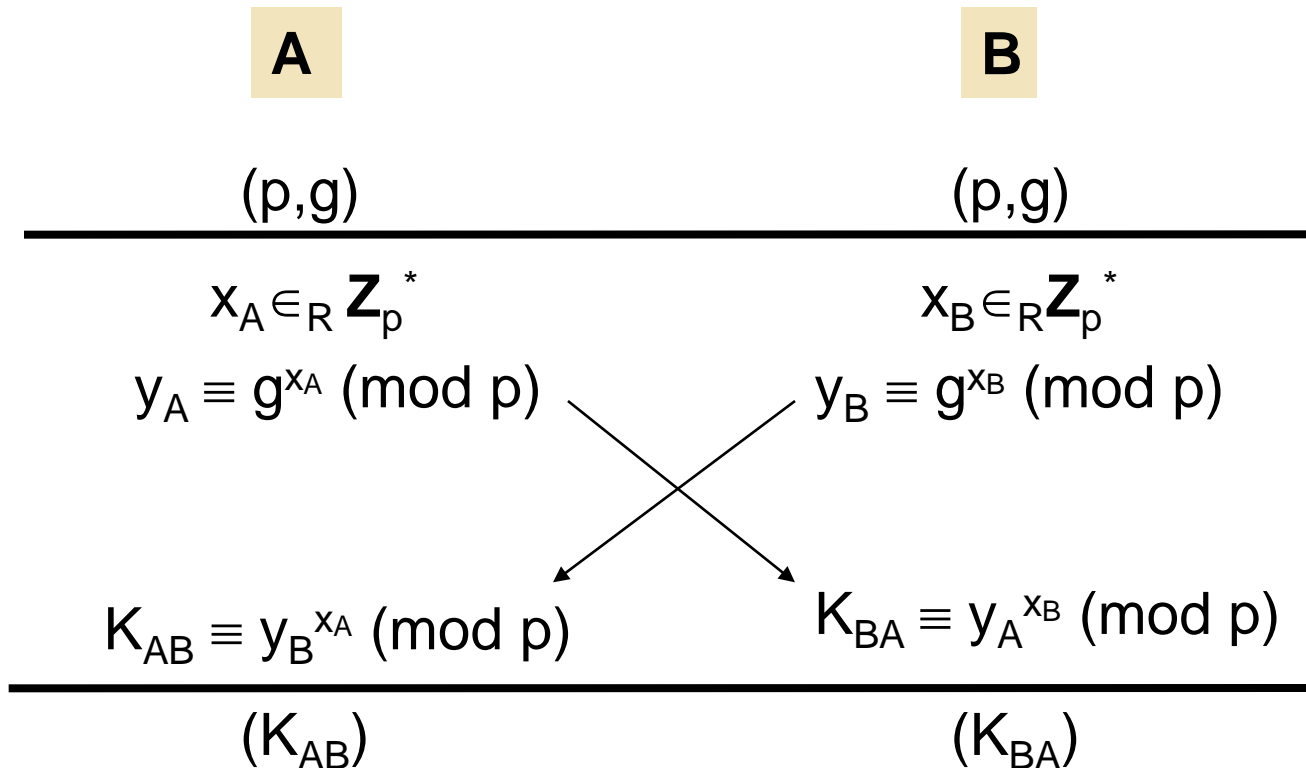 A B
(p,g) (p,g)
x_A ∈_R Z_p^* x_B ∈_R Z_p^*
y_A ≡ g^{x_A} (mod p) y_B ≡ g^{x_B} (mod p)
K_AB ≡ y_B^{x_A} (mod p) K_BA ≡ y_A^{x_B} (mod p)
(K_AB) (K_BA)